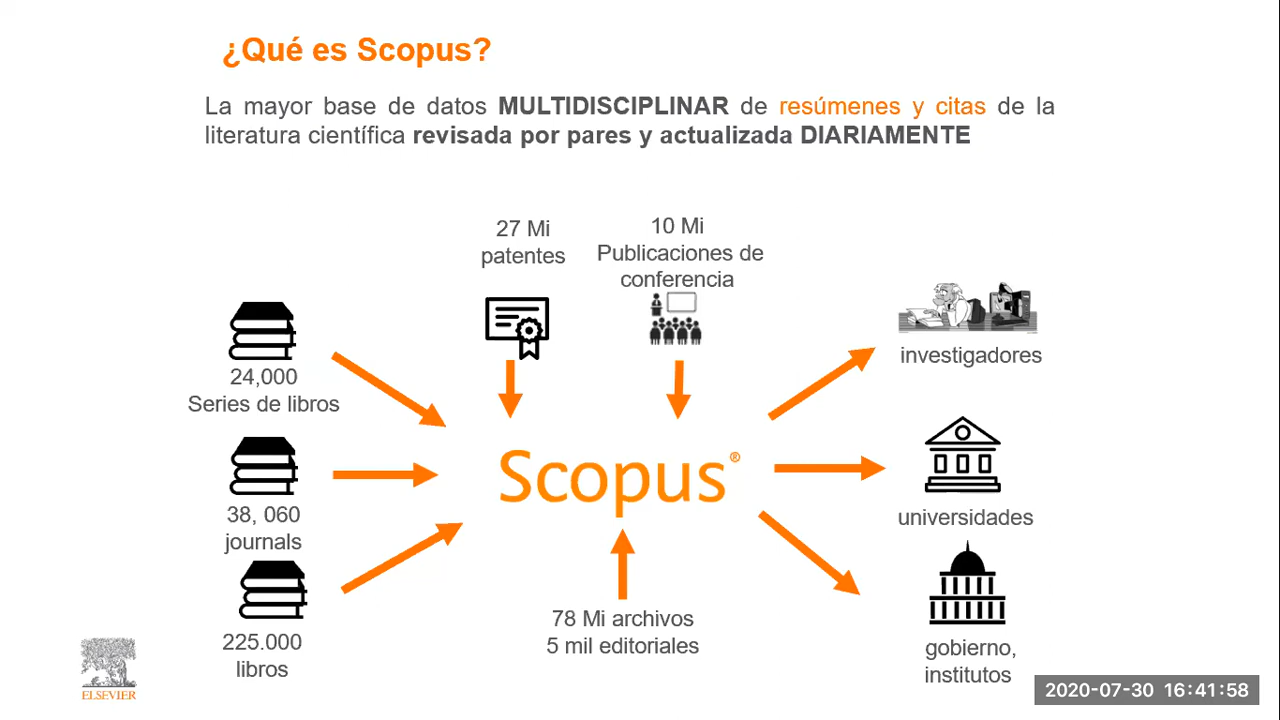 ¿Qué es Scopus?
La mayor base de datos MULTIDISCIPLINAR de resúmenes y citas de la
literatura científica revisada por pares y actualizada DIARIAMENTE
27 Mi
patentes
10 Mi
Publicaciones de
conferencia
24,000
Series de libros
38, 060
journals
225.000
libros
Scopus®
78 Mi archivos
5 mil editoriales
investigadores
universidades
gobierno,
institutos
ELSEVIER
2020-07-30 16:41:58